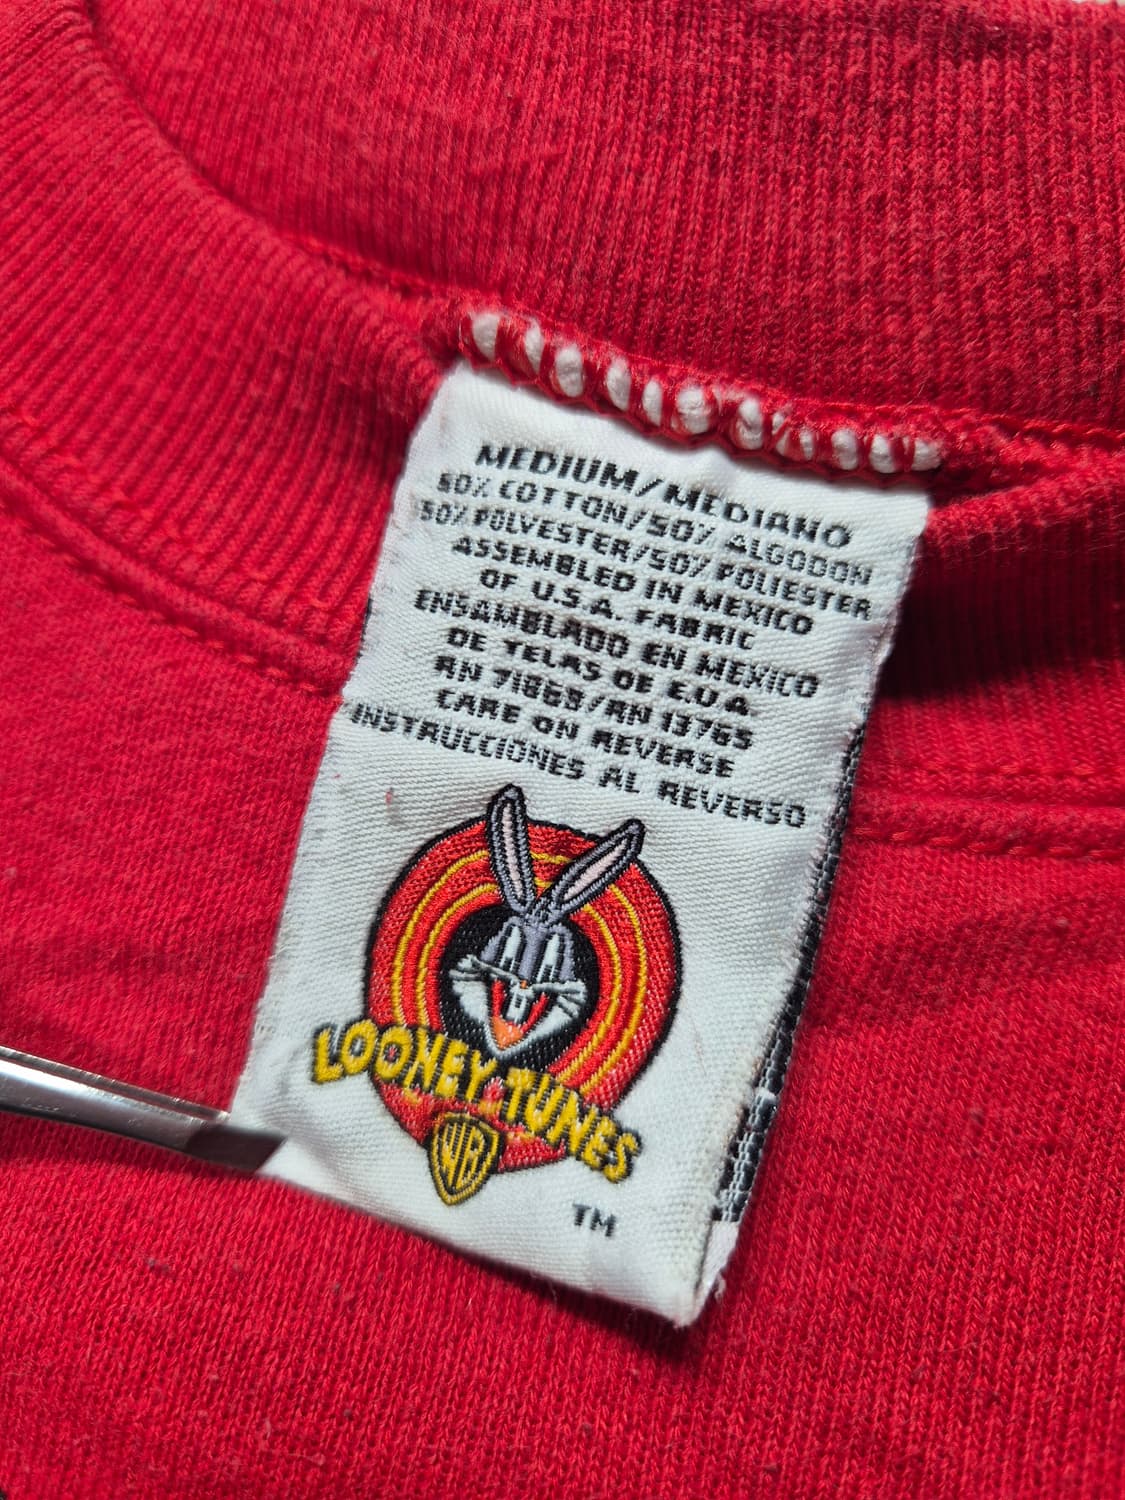 MEDIUM/MEDIANO
50% COTTON/50% ALGODON
50% POLYESTER/50% POLIESTER
ASSEMBLED IN MEXICO
OF U.S.A. FABRIC
ENSAMBLADO EN MEXICO
DE TELAS DE E.U.A
RN 71869/RN 13765
CARE ON REVERSE
INSTRUCCIONES AL REVERSO
LOONEY TUNES
WB
TM